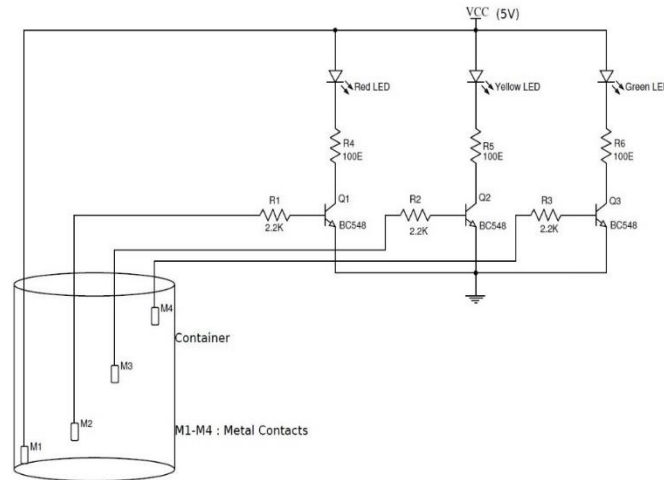 VCC (5V)
Red LED
Yellow LED
Green LE
R4
100E
R5
100E
R6
100E
R1
2.2K
Q1
BC548
R2
2.2K
Q2
BC548
R3
2.2K
Q3
BC548
M4
Container
M3
M2
M1-M4 : Metal Contacts
M1